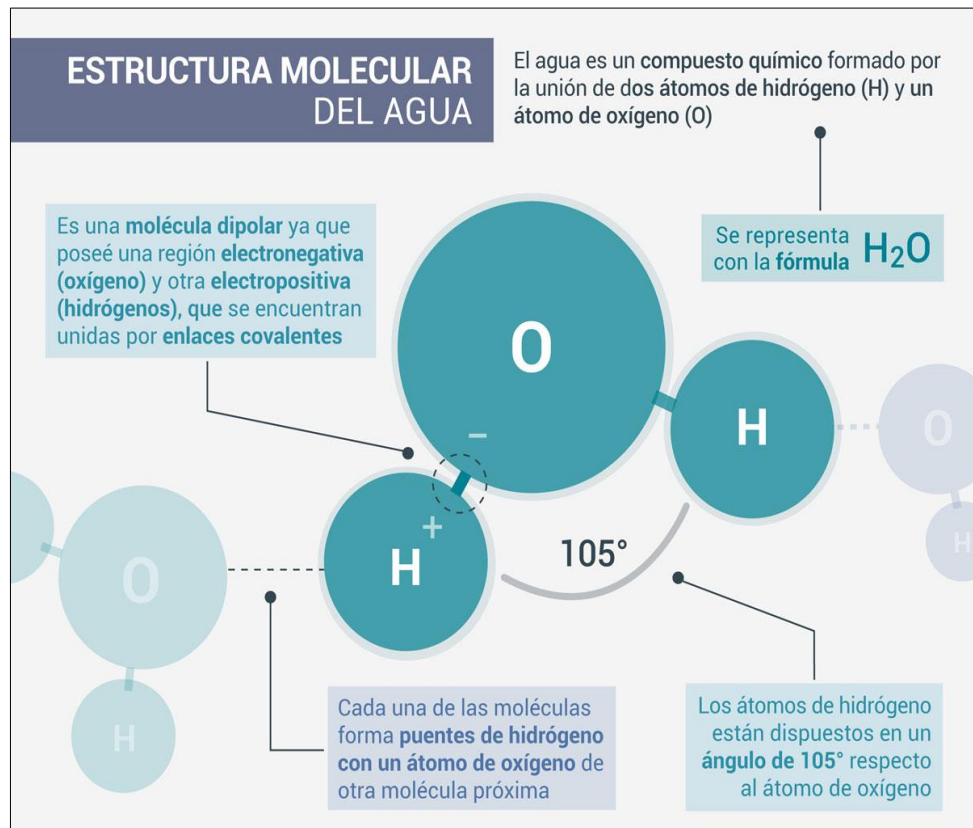 ESTRUCTURA MOLECULAR
DEL AGUA
El agua es un compuesto químico formado por
la unión de dos átomos de hidrógeno (H) y un
átomo de oxígeno (O)
Es una molécula dipolar ya que
poseé una región electronegativa
(oxígeno) y otra electropositiva
(hidrógenos), que se encuentran
unidas por enlaces covalentes
Se representa
con la fórmula H₂O
O
H
O
−
+
H
105°
O
H
H
Cada una de las moléculas
forma puentes de hidrógeno
con un átomo de oxígeno de
otra molécula próxima
Los átomos de hidrógeno
están dispuestos en un
ángulo de 105° respecto
al átomo de oxígeno